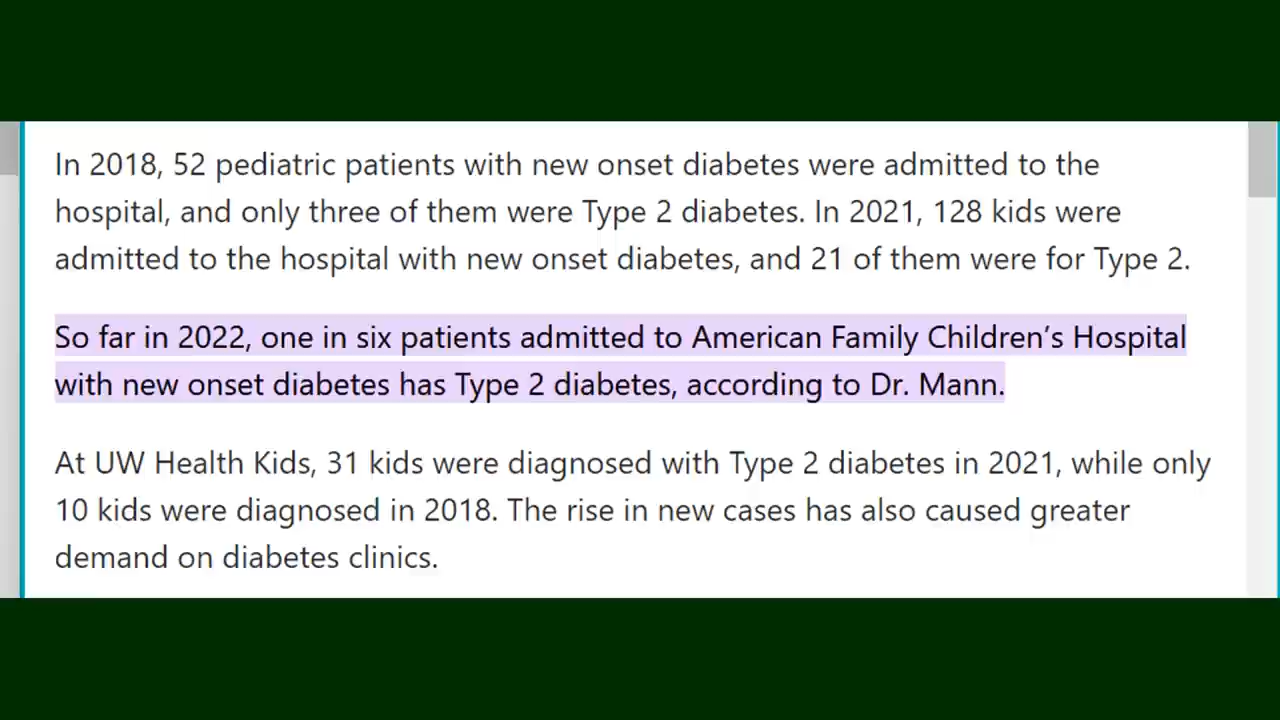 In 2018, 52 pediatric patients with new onset diabetes were admitted to the
hospital, and only three of them were Type 2 diabetes. In 2021, 128 kids were
admitted to the hospital with new onset diabetes, and 21 of them were for Type 2.
So far in 2022, one in six patients admitted to American Family Children’s Hospital
with new onset diabetes has Type 2 diabetes, according to Dr. Mann.
At UW Health Kids, 31 kids were diagnosed with Type 2 diabetes in 2021, while only
10 kids were diagnosed in 2018. The rise in new cases has also caused greater
demand on diabetes clinics.